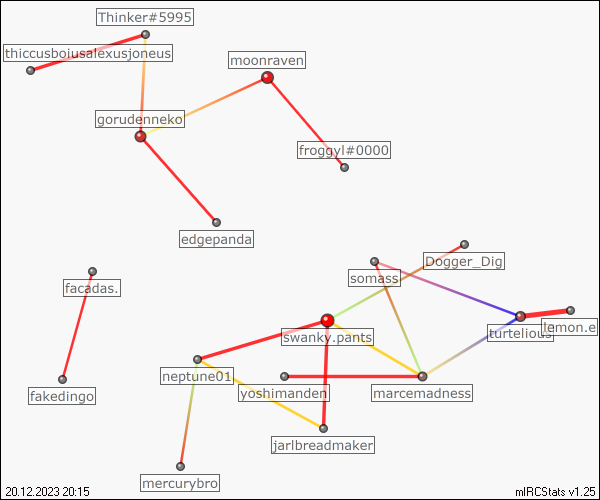 Thinker#5995
thiccusboiusalexusjoneus
moonraven
gorudenneko
froggyl#0000
edgepanda
Dogger_Dig
somass
facadas.
turtelious
lemon.e
swanky.pants
neptune01
yoshimanden
marcemadness
fakedingo
jarlbreadmaker
mercurybro
20.12.2023 20:15
mIRCStats v1.25